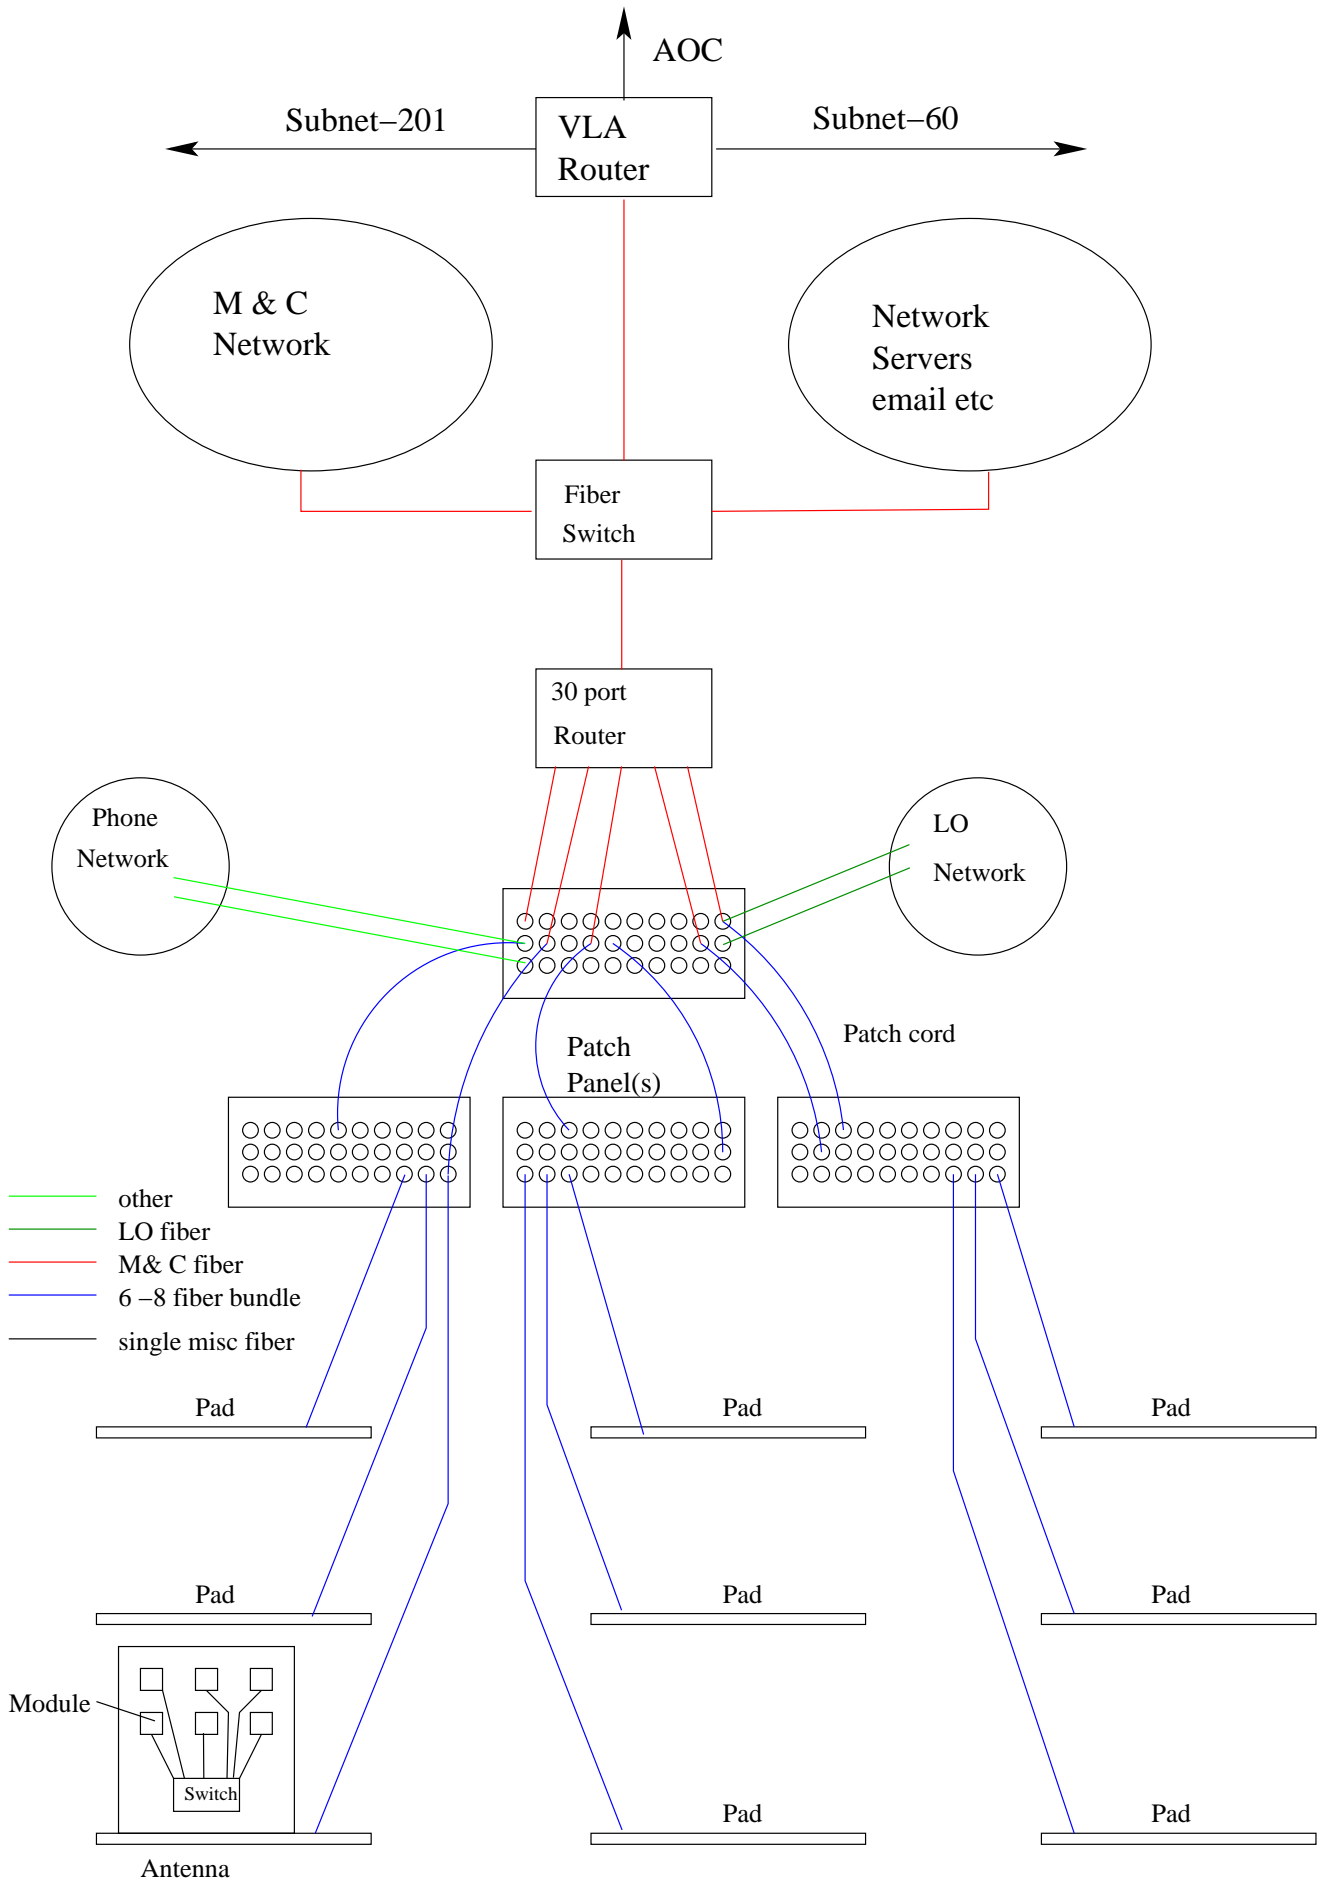 AOC
Subnet−201
Subnet−60
VLA
Router
M & C
Network
Network
Servers
email etc
Fiber
Switch
30 port
Router
Phone
Network
LO
Network
Patch cord
Patch
Panel(s)
other
LO fiber
M& C fiber
6 −8 fiber bundle
single misc fiber
Pad
Pad
Pad
Pad
Pad
Pad
Module
Switch
Pad
Pad
Antenna